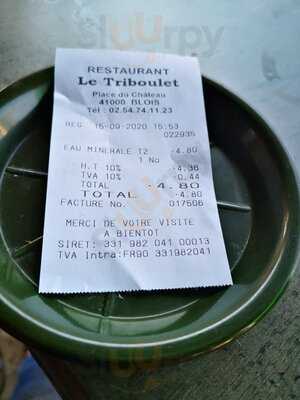 RESTAURANT
Le Triboulet
Place du Château
41000 BLOIS
Tél : 02.54.74.11.23
REG 15-09-2020 15:53
022935
EAU MINERALE T2 -4.80
1 No
H.T 10% -4.36
TVA 10% -0.44
TOTAL -4.80
TOTAL -4.80
FACTURE No. 017506
MERCI DE VOTRE VISITE
A BIENTOT
SIRET: 331 982 041 00013
TVA Intra:FR90 331982041